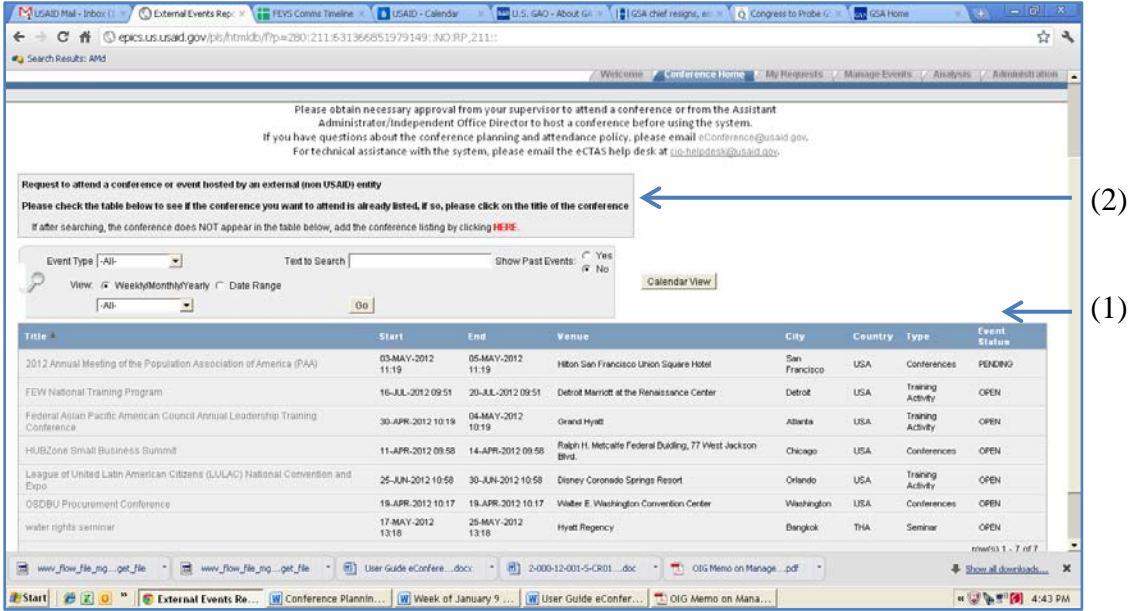 USAID Mail - Inbox (1
External Events Repo
FEVS Comms Timeline
USAID - Calendar
U.S. GAO - About GA
GSA chief resigns, en
Congress to Probe G
GSA Home
epics.us.usaid.gov/pls/htmldb/f?p=280:211:631366851979149::NO:RP,211::
Search Results: AMd
Welcome / Conference Home / My Requests / Manage Events / Analysis / Administration
Please obtain necessary approval from your supervisor to attend a conference or from the Assistant
Administrator/Independent Office Director to host a conference before using the system.
If you have questions about the conference planning and attendance policy, please email eConference@usaid.gov.
For technical assistance with the system, please email the eCTAS help desk at cio-helpdesk@usaid.gov.
Request to attend a conference or event hosted by an external (non USAID) entity
(2)
Please check the table below to see if the conference you want to attend is already listed, if so, please click on the title of the conference
If after searching, the conference does NOT appear in the table below, add the conference listing by clicking HERE.
Event Type -All- Text to Search Show Past Events: Yes
No
View: Weekly/Monthly/Yearly Date Range
Calendar View
-All- Go
(1)
Title Start End Venue City Country Type Event Status
2012 Annual Meeting of the Population Association of America (PAA) 03-MAY-2012 11:19 05-MAY-2012 11:19 Hilton San Francisco Union Square Hotel San Francisco USA Conferences PENDING
FEW National Training Program 16-JUL-2012 09:51 20-JUL-2012 09:51 Detroit Marriott at the Renaissance Center Detroit USA Training Activity OPEN
Federal Asian Pacific American Council Annual Leadership Training Conference 30-APR-2012 10:19 04-MAY-2012 10:19 Grand Hyatt Atlanta USA Training Activity OPEN
HUBZone Small Business Summit 11-APR-2012 09:58 14-APR-2012 09:58 Ralph H. Metcalfe Federal Buidling, 77 West Jackson Blvd. Chicago USA Conferences OPEN
League of United Latin American Citizens (LULAC) National Convention and Expo 25-JUN-2012 10:58 30-JUN-2012 10:58 Disney Coronado Springs Resort Orlando USA Training Activity OPEN
OSDBU Procurement Conference 19-APR-2012 10:17 19-APR-2012 10:17 Walter E. Washington Convention Center Washington USA Conferences OPEN
water rights seminar 17-MAY-2012 13:18 25-MAY-2012 13:18 Hyatt Regency Bangkok THA Seminar OPEN
row(s) 1 - 7 of 7
wwv_flow_file_mg....get_file
wwv_flow_file_mg....get_file
User Guide eConfere....docx
2-000-12-001-S-CR01 ....doc
OIG Memo on Manage....pdf
Show all downloads...
Start
External Events Re...
Conference Plannin...
Week of January 9 ...
User Guide eConfer...
OIG Memo on Mana...
4:43 PM